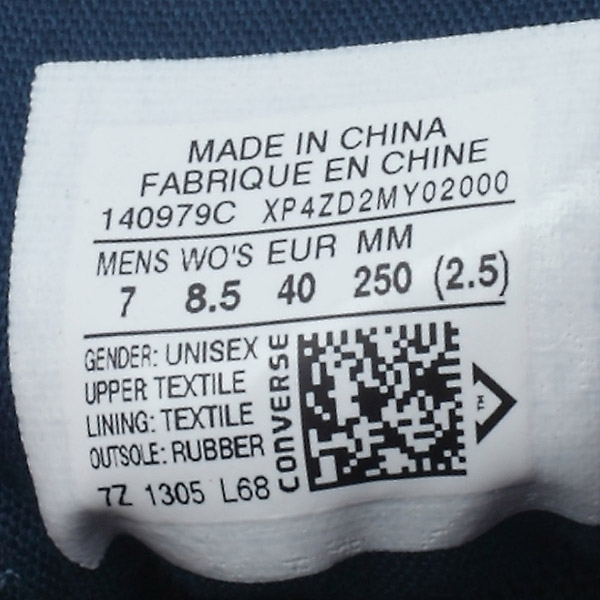 MADE IN CHINA
FABRIQUE EN CHINE
140979C XP4ZD2MY02000
MENS WO'S EUR MM
7 8.5 40 250 (2.5)
GENDER: UNISEX
UPPER TEXTILE
LINING: TEXTILE
OUTSOLE: RUBBER
7Z 1305 L68
CONVERSE